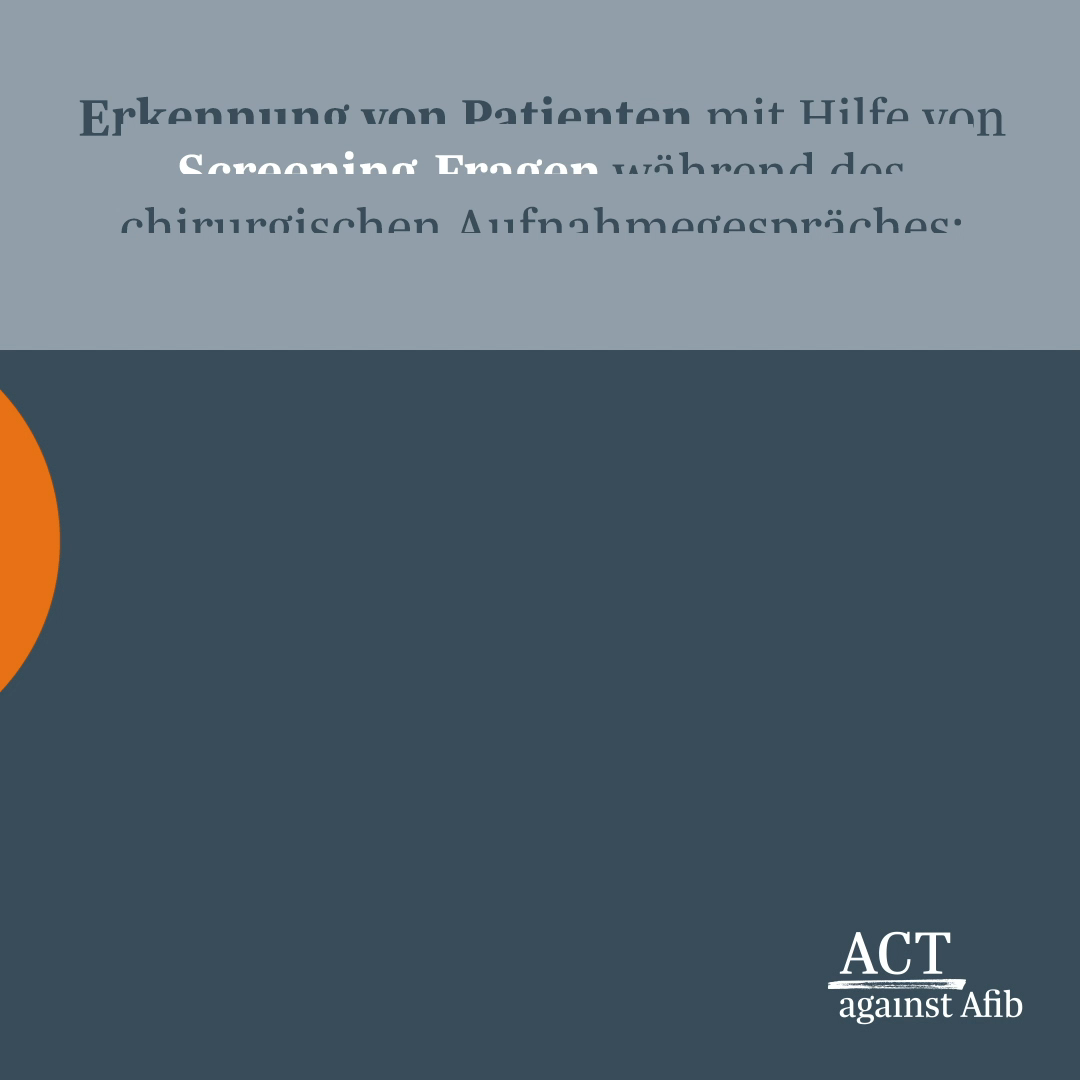 Erkennung von Patienten mit Hilfe von
Screening Fragen während des
chirurgischen Aufnahmegespräches:
ACT
against Afib